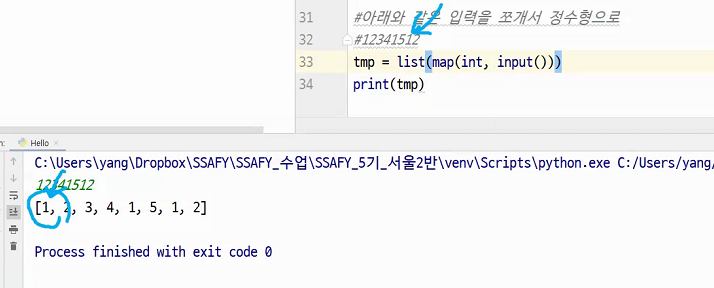 31 #아래와 같은 입력을 쪼개서 정수형으로
32 #12341512
33 tmp = list(map(int, input()))
34 print(tmp)
n: Hello ×
C:\Users\yang\Dropbox\SSAFY\SSAFY_수업\SSAFY_5기_서울2반\venv\Scripts\python.exe C:/Users/yang/
12341512
[1, 2, 3, 4, 1, 5, 1, 2]
Process finished with exit code 0